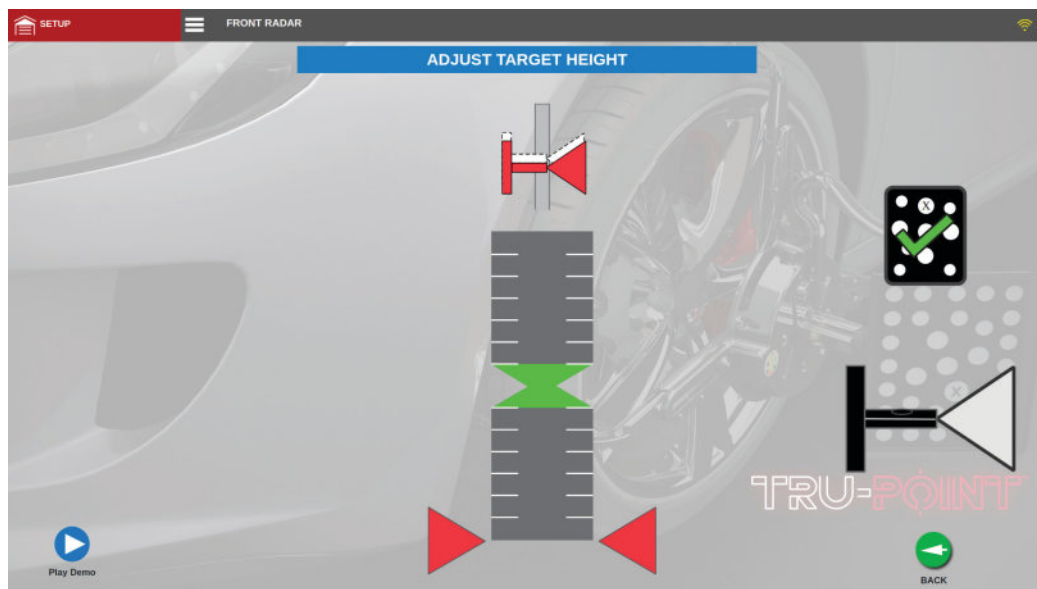 SETUP
FRONT RADAR
ADJUST TARGET HEIGHT
X
X
TRU-POINT
Play Demo
BACK